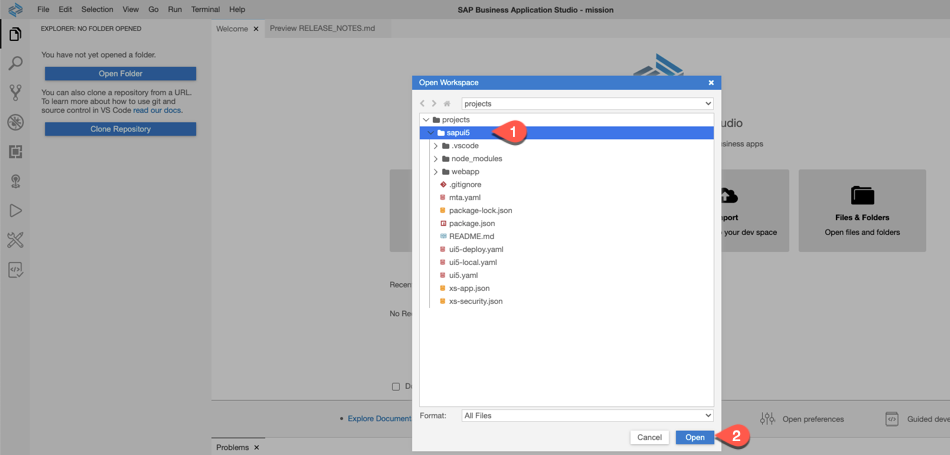 File Edit Selection View Go Run Terminal Help
SAP Business Application Studio - mission
EXPLORER: NO FOLDER OPENED
Welcome
Preview RELEASE_NOTES.md
You have not yet opened a folder.
Open Folder
You can also clone a repository from a URL.
To learn more about how to use git and
source control in VS Code read our docs.
Clone Repository
Open Workspace
projects
projects
sapui5
1
.vscode
node_modules
webapp
.gitignore
mta.yaml
package-lock.json
package.json
README.md
ui5-deploy.yaml
ui5-local.yaml
ui5.yaml
xs-app.json
xs-security.json
Format:
All Files
Cancel
Open
2
udio
siness apps
port
e your dev space
Files & Folders
Open files and folders
Recen
No Re
D
Explore Document
Open preferences
Guided deve
Problems